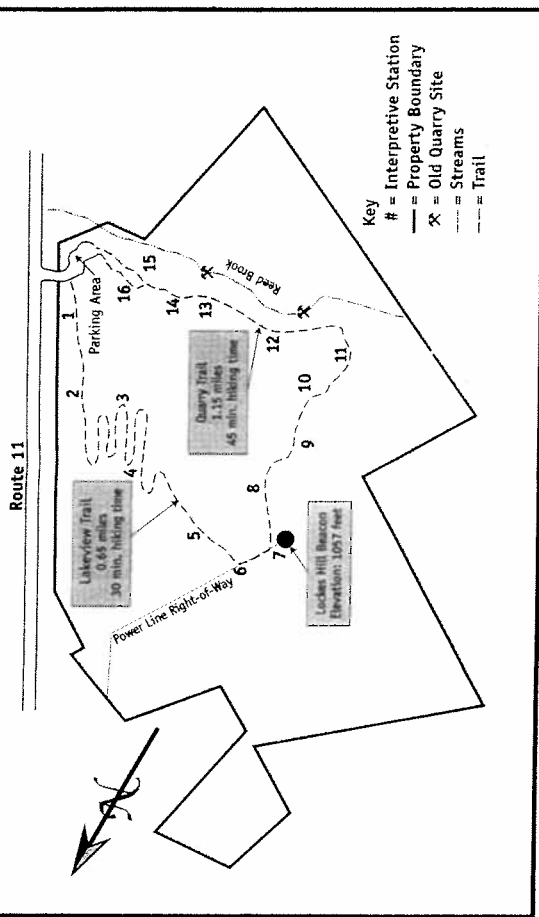 Route 11
Parking Area
1
2
3
4
5
6
7
8
9
10
11
12
13
14
15
16
Lakeview Trail
0.65 miles
30 min. hiking time
Quarry Trail
1.15 miles
45 min. hiking time
Reed Brook
Power Line Right-of-Way
Lockes Hill Beacon
Elevation: 1057 feet
N
Key
# = Interpretive Station
= Property Boundary
= Old Quarry Site
= Streams
= Trail